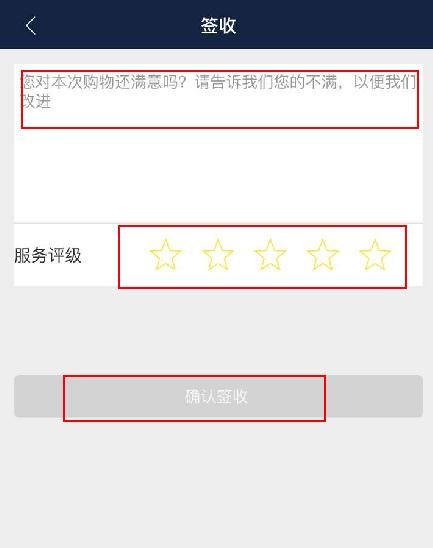 签收
您对本次购物还满意吗？请告诉我们您的不满，以便我们
改进
服务评级
确认签收